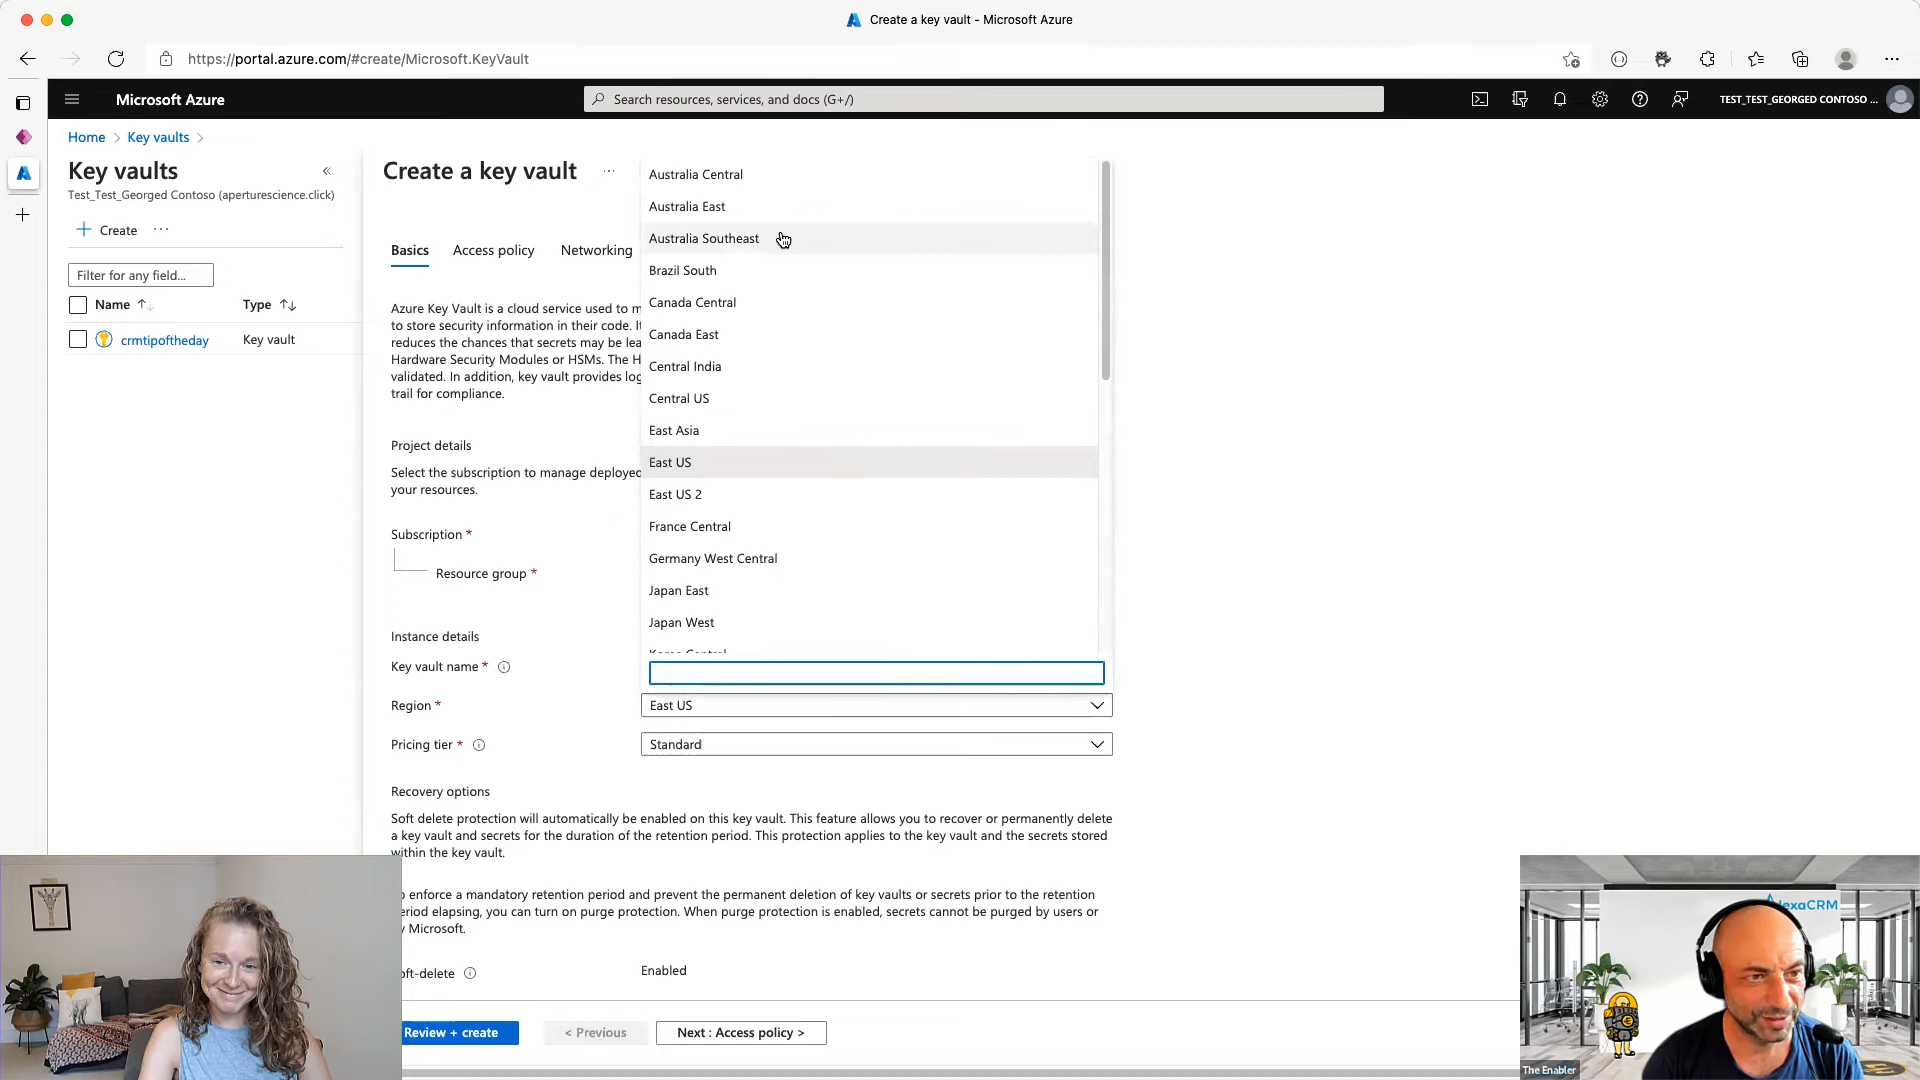 Create a key vault - Microsoft Azure
https://portal.azure.com/#create/Microsoft.KeyVault
Microsoft Azure
Search resources, services, and docs (G+/)
TEST_TEST_GEORGED CONTOSO ...
Home > Key vaults >
Key vaults
«
Test_Test_Georged Contoso (aperturescience.click)
+ Create ...
Filter for any field...
Name ↑↓ Type ↑↓
crmtipoftheday Key vault
Create a key vault ...
Basics Access policy Networking
Azure Key Vault is a cloud service used to m
to store security information in their code. It
reduces the chances that secrets may be lea
Hardware Security Modules or HSMs. The H
validated. In addition, key vault provides log
trail for compliance.
Project details
Select the subscription to manage deployed
your resources.
Subscription *
Resource group *
Instance details
Key vault name *
Australia Central
Australia East
Australia Southeast
Brazil South
Canada Central
Canada East
Central India
Central US
East Asia
East US
East US 2
France Central
Germany West Central
Japan East
Japan West
Korea Central
Region * East US
Pricing tier * Standard
Recovery options
Soft delete protection will automatically be enabled on this key vault. This feature allows you to recover or permanently delete
a key vault and secrets for the duration of the retention period. This protection applies to the key vault and the secrets stored
within the key vault.
o enforce a mandatory retention period and prevent the permanent deletion of key vaults or secrets prior to the retention
eriod elapsing, you can turn on purge protection. When purge protection is enabled, secrets cannot be purged by users or
y Microsoft.
oft-delete Enabled
Review + create < Previous Next : Access policy >
AlexaCRM
The Enabler